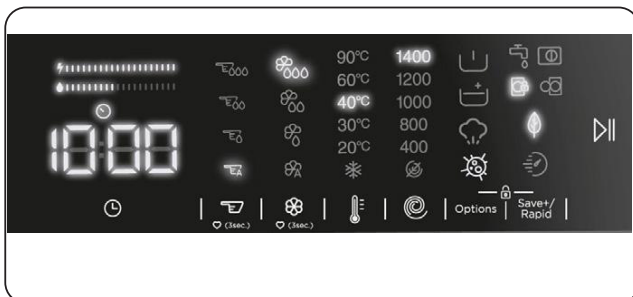 90°C 1400
60°C 1200
40°C 1000
30°C 800
20°C 400
10:00
A A
Options Save+/
Rapid
(3sec.) (3sec.)